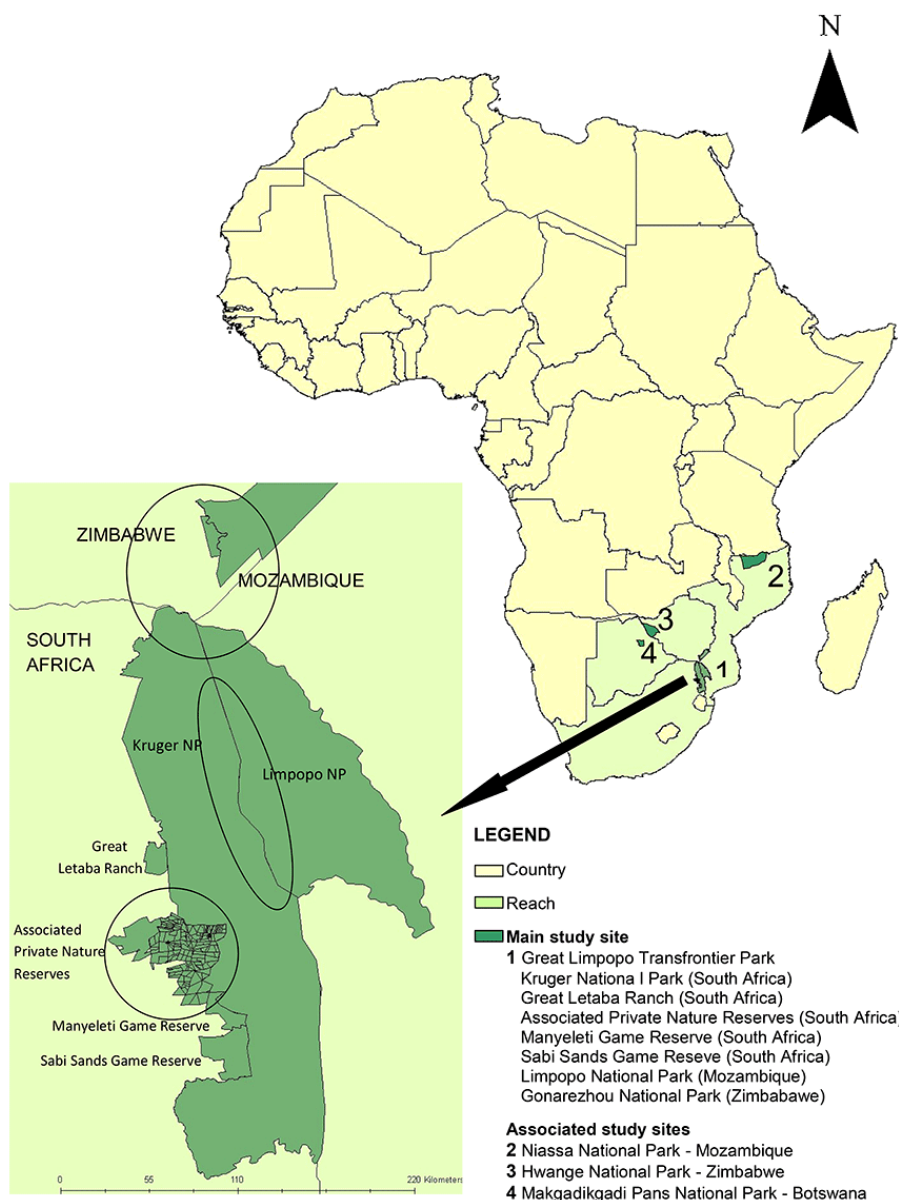 N
2
3
4
1
ZIMBABWE
MOZAMBIQUE
SOUTH
AFRICA
Kruger NP
Limpopo NP
Great
Letaba Ranch
Associated
Private Nature
Reserves
Manyeleti Game Reserve
Sabi Sands Game Reserve
0 55 110 220 Kilometers
LEGEND
Country
Reach
Main study site
1 Great Limpopo Transfrontier Park
Kruger Nationa l Park (South Africa)
Great Letaba Ranch (South Africa)
Associated Private Nature Reserves (South Africa)
Manyeleti Game Reserve (South Africa)
Sabi Sands Game Reseve (South Africa)
Limpopo National Park (Mozambique)
Gonarezhou National Park (Zimbabawe)
Associated study sites
2 Niassa National Park - Mozambique
3 Hwange National Park - Zimbabwe
4 Makgadikgadi Pans National Park - Botswana